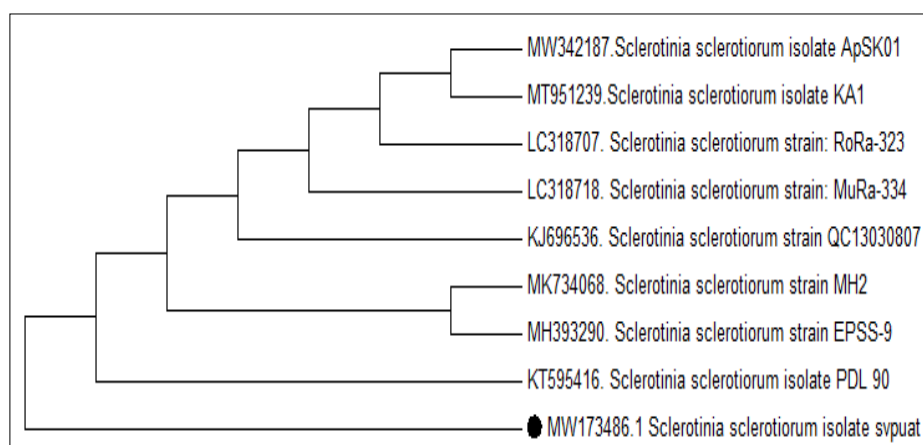 MW342187.Sclerotinia sclerotiorum isolate ApSK01
MT951239.Sclerotinia sclerotiorum isolate KA1
LC318707. Sclerotinia sclerotiorum strain: RoRa-323
LC318718. Sclerotinia sclerotiorum strain: MuRa-334
KJ696536. Sclerotinia sclerotiorum strain QC13030807
MK734068. Sclerotinia sclerotiorum strain MH2
MH393290. Sclerotinia sclerotiorum strain EPSS-9
KT595416. Sclerotinia sclerotiorum isolate PDL 90
MW173486.1 Sclerotinia sclerotiorum isolate svpuat